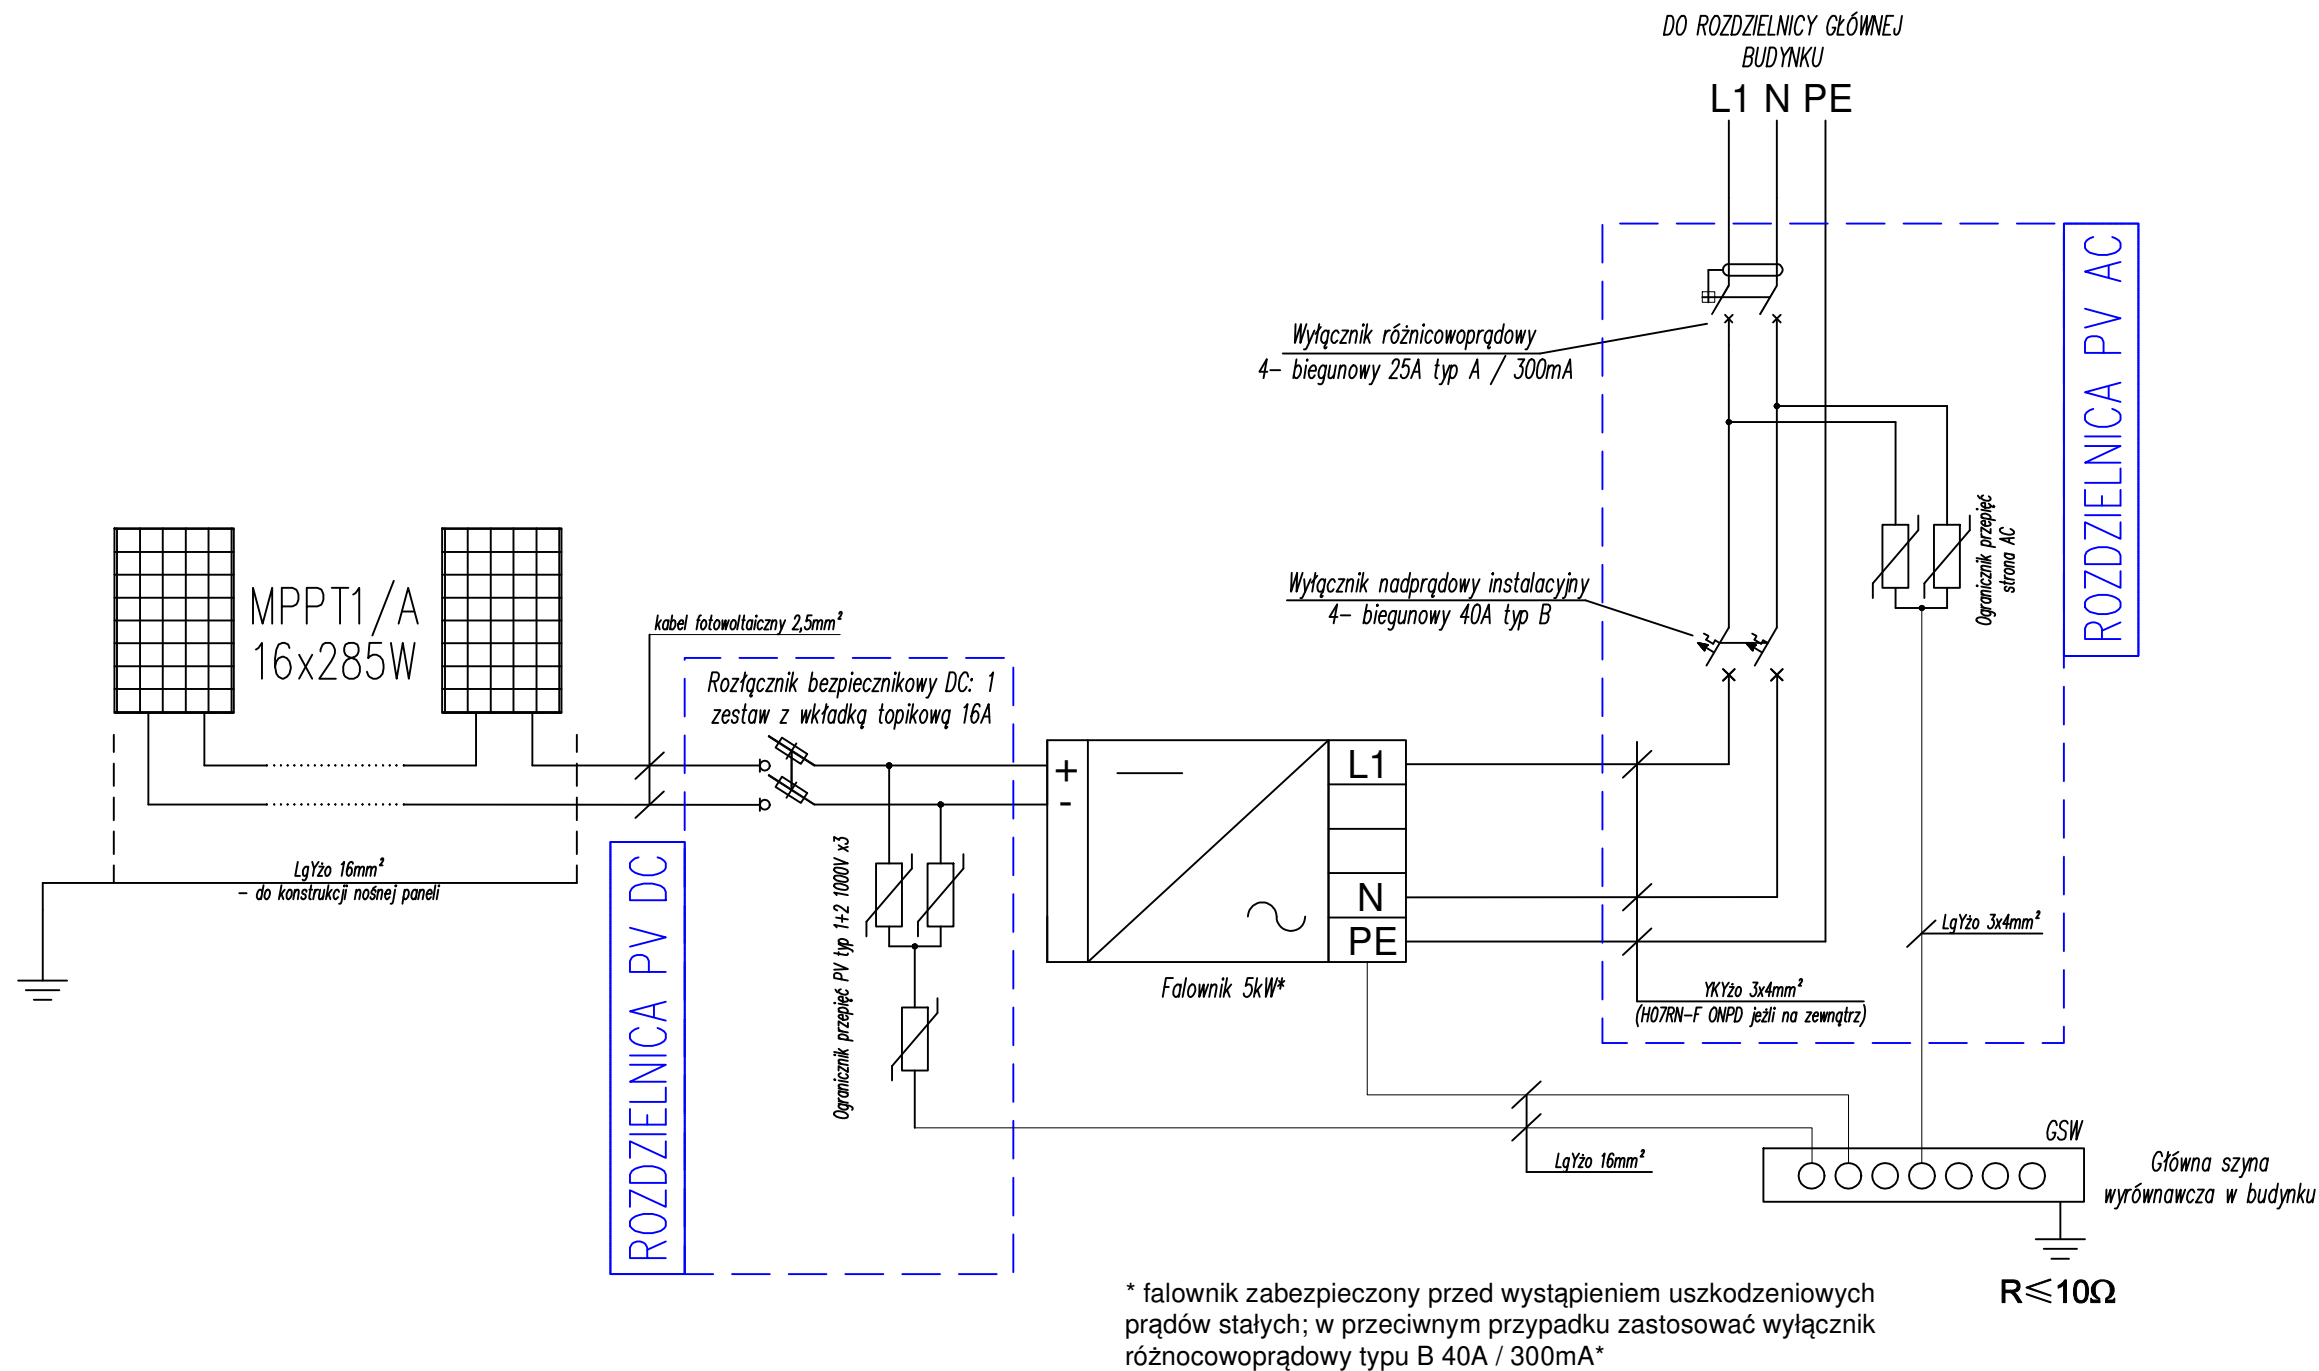 DO ROZDZIELNICY GŁÓWNEJ
BUDYNKU
L1 N PE
ROZDZIELNICA PV AC
Wyłącznik różnicowoprądowy
4- biegunowy 25A typ A / 300mA
Ogranicznik przepięć
strona AC
Wyłącznik nadprądowy instalacyjny
4- biegunowy 40A typ B
MPPT1/A
16x285W
kabel fotowoltaiczny 2,5mm²
Rozłącznik bezpiecznikowy DC: 1
zestaw z wkładką topikową 16A
+
-
L1
N
PE
Falownik 5kW*
LgYżo 16mm²
- do konstrukcji nośnej paneli
ROZDZIELNICA PV DC
Ogranicznik przepięć PV typ 1+2 1000V x3
LgYżo 3x4mm²
YKYżo 3x4mm²
(H07RN-F ONPD jeżli na zewnątrz)
LgYżo 16mm²
GSW
Główna szyna
wyrównawcza w budynku
R≤10Ω
* falownik zabezpieczony przed wystąpieniem uszkodzeniowych
prądów stałych; w przeciwnym przypadku zastosować wyłącznik
różnocowoprądowy typu B 40A / 300mA*